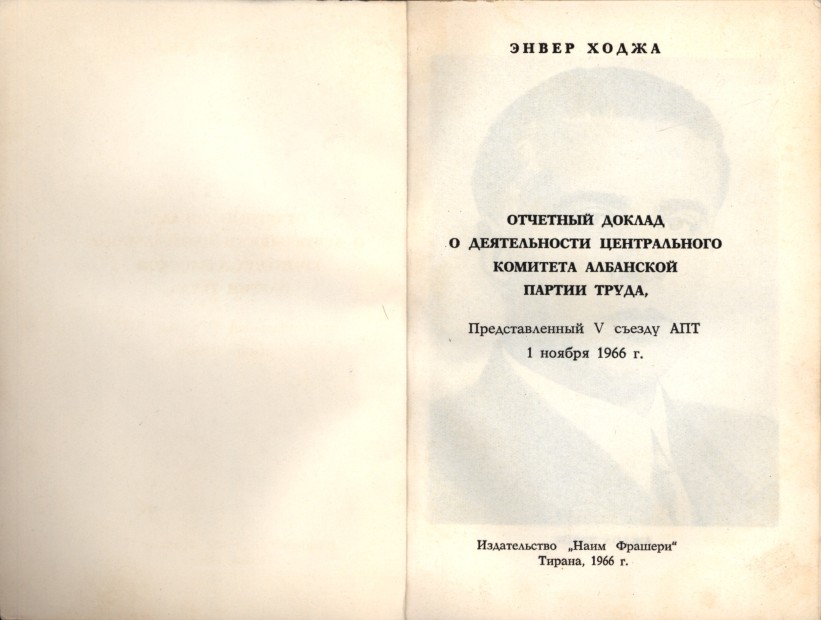 ЭНВЕР ХОДЖА
ОТЧЕТНЫЙ ДОКЛАД
О ДЕЯТЕЛЬНОСТИ ЦЕНТРАЛЬНОГО
КОМИТЕТА АЛБАНСКОЙ
ПАРТИИ ТРУДА,
Представленный V съезду АПТ
1 ноября 1966 г.
Издательство „Наим Фрашери“
Тирана, 1966 г.